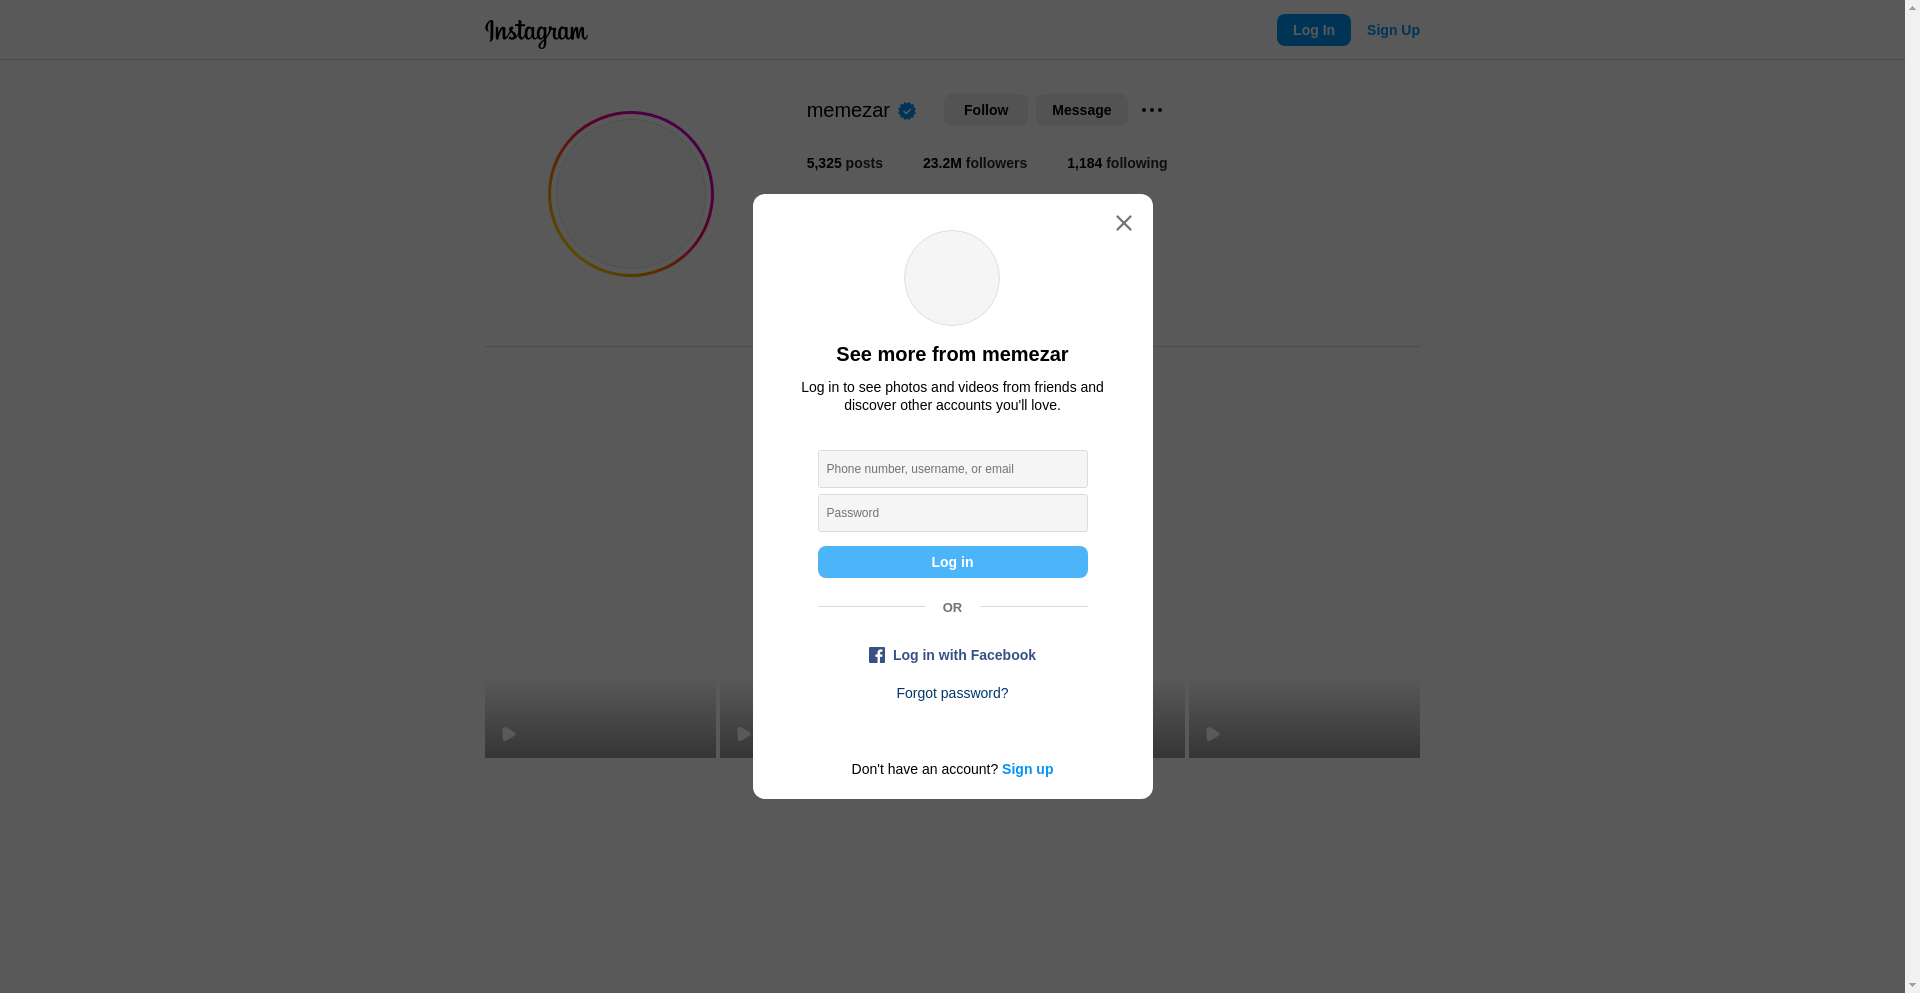 Instagram
Log In
Sign Up
memezar
Follow
Message
5,325 posts
23.2M followers
1,184 following
See more from memezar
Log in to see photos and videos from friends and
discover other accounts you'll love.
Phone number, username, or email
Password
Log in
OR
Log in with Facebook
Forgot password?
Don't have an account? Sign up